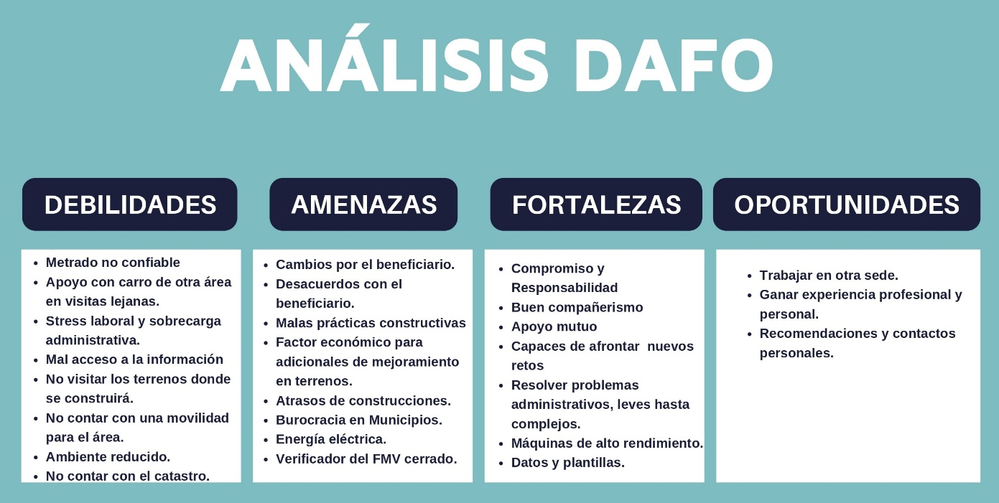 ANÁLISIS DAFO
DEBILIDADES
• Metrado no confiable
• Apoyo con carro de otra área
en visitas lejanas.
• Stress laboral y sobrecarga
administrativa.
• Mal acceso a la información
• No visitar los terrenos donde
se construirá.
• No contar con una movilidad
para el área.
• Ambiente reducido.
• No contar con el catastro.
AMENAZAS
• Cambios por el beneficiario.
• Desacuerdos con el
beneficiario.
• Malas prácticas constructivas
• Factor económico para
adicionales de mejoramiento
en terrenos.
• Atrasos de construcciones.
• Burocracia en Municipios.
• Energía eléctrica.
• Verificador del FMV cerrado.
FORTALEZAS
• Compromiso y
Responsabilidad
• Buen compañerismo
• Apoyo mutuo
• Capaces de afrontar  nuevos
retos
• Resolver problemas
administrativos, leves hasta
complejos.
• Máquinas de alto rendimiento.
• Datos y plantillas.
OPORTUNIDADES
• Trabajar en otra sede.
• Ganar experiencia profesional y
personal.
• Recomendaciones y contactos
personales.